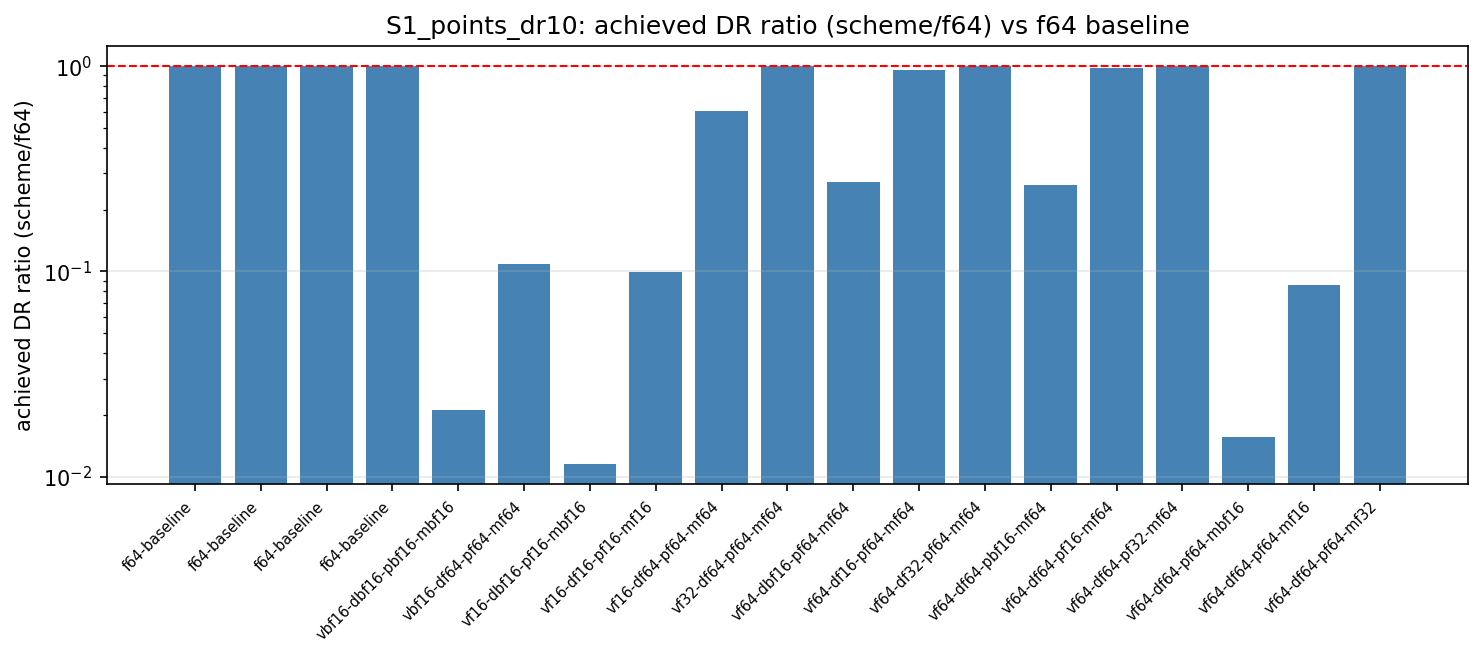 S1_points_dr10: achieved DR ratio (scheme/f64) vs f64 baseline
achieved DR ratio (scheme/f64)
10⁰
10⁻¹
10⁻²
f64-baseline
f64-baseline
f64-baseline
f64-baseline
vbf16-dbf16-pbf16-mbf16
vbf16-df64-pf64-mf64
vf16-dbf16-pf16-mbf16
vf16-df16-pf16-mf16
vf16-df64-pf64-mf64
vf32-df64-pf64-mf64
vf64-dbf16-pf64-mf64
vf64-df16-pf64-mf64
vf64-df32-pf64-mf64
vf64-df64-pbf16-mf64
vf64-df64-pf16-mf64
vf64-df64-pf32-mf64
vf64-df64-pf64-mbf16
vf64-df64-pf64-mf16
vf64-df64-pf64-mf32